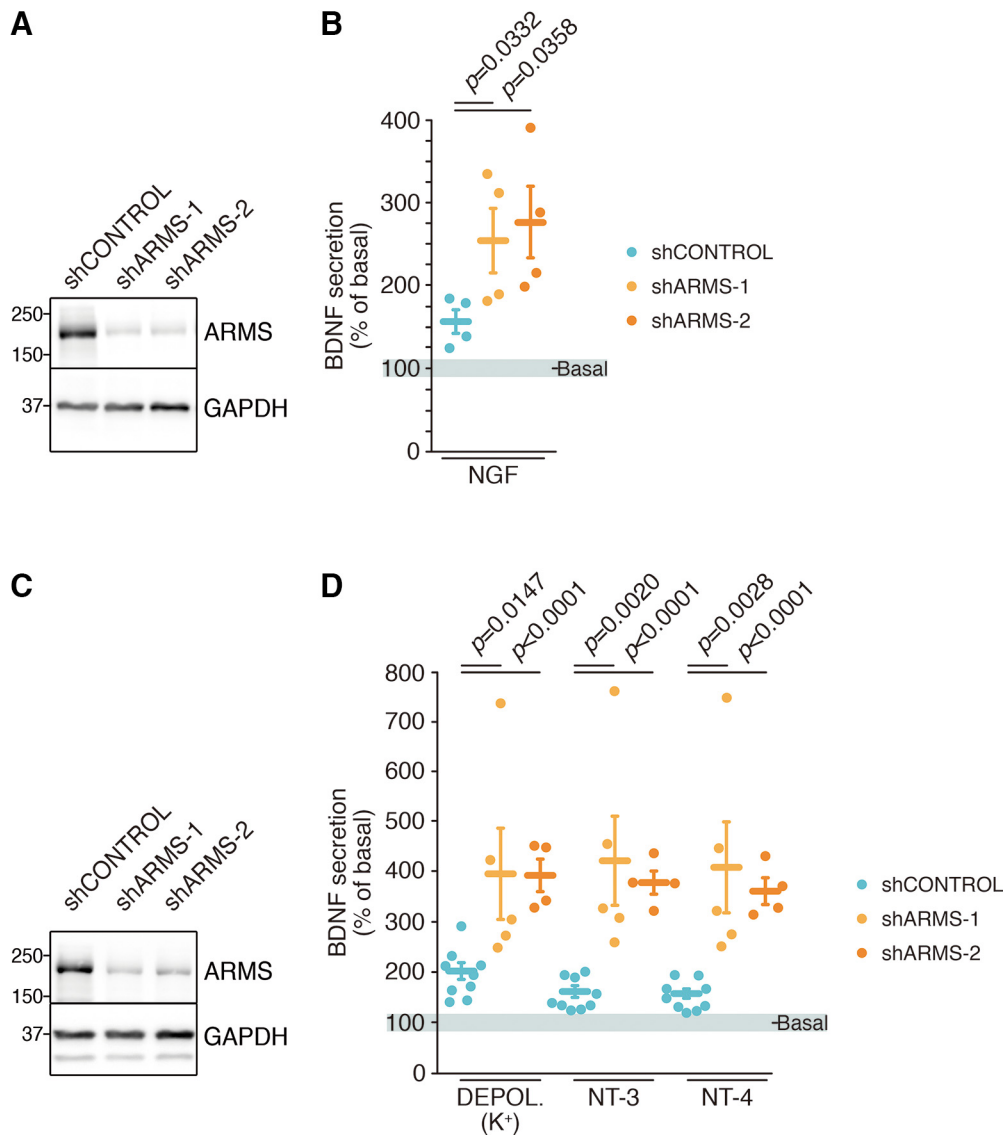 A
shCONTROL
shARMS-1
shARMS-2
250
150
ARMS
37
GAPDH
B
p=0.0332
p=0.0358
BDNF secretion
(% of basal)
400
300
200
100
0
Basal
NGF
shCONTROL
shARMS-1
shARMS-2
C
shCONTROL
shARMS-1
shARMS-2
250
150
ARMS
37
GAPDH
D
p=0.0147
p<0.0001
p=0.0020
p<0.0001
p=0.0028
p<0.0001
BDNF secretion
(% of basal)
800
700
600
500
400
300
200
100
0
Basal
DEPOL.
(K⁺)
NT-3
NT-4
shCONTROL
shARMS-1
shARMS-2